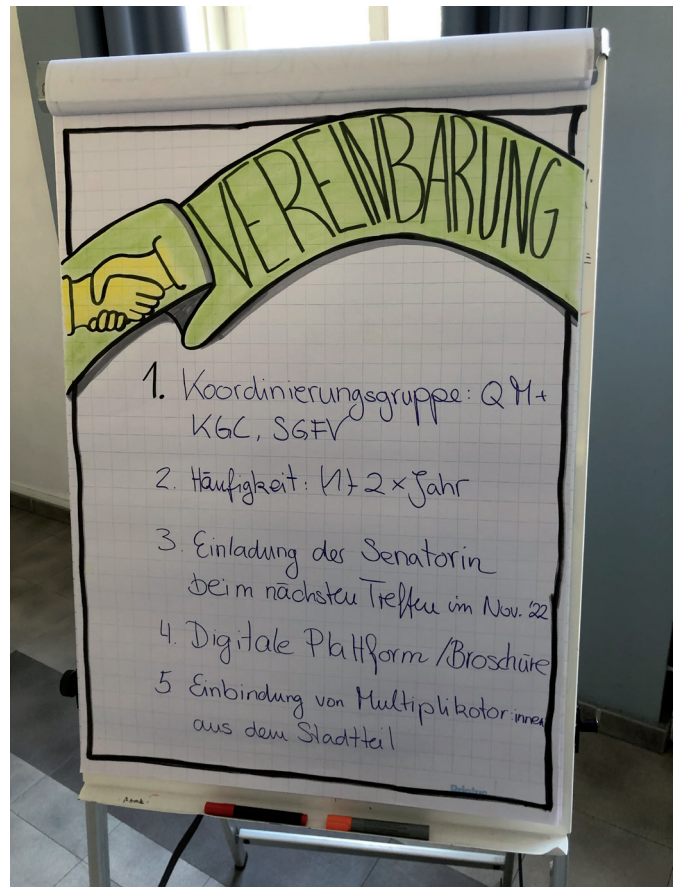 VEREINBARUNG
1. Koordinierungsgruppe: QM+
KGC, SGFV
2. Häufigkeit: (1) 2 x Jahr
3. Einladung der Senatorin
beim nächsten Treffen im Nov. '22
4. Digitale Plattform /Broschüre
5 Einbindung von Multiplikator:innen
aus dem Stadtteil